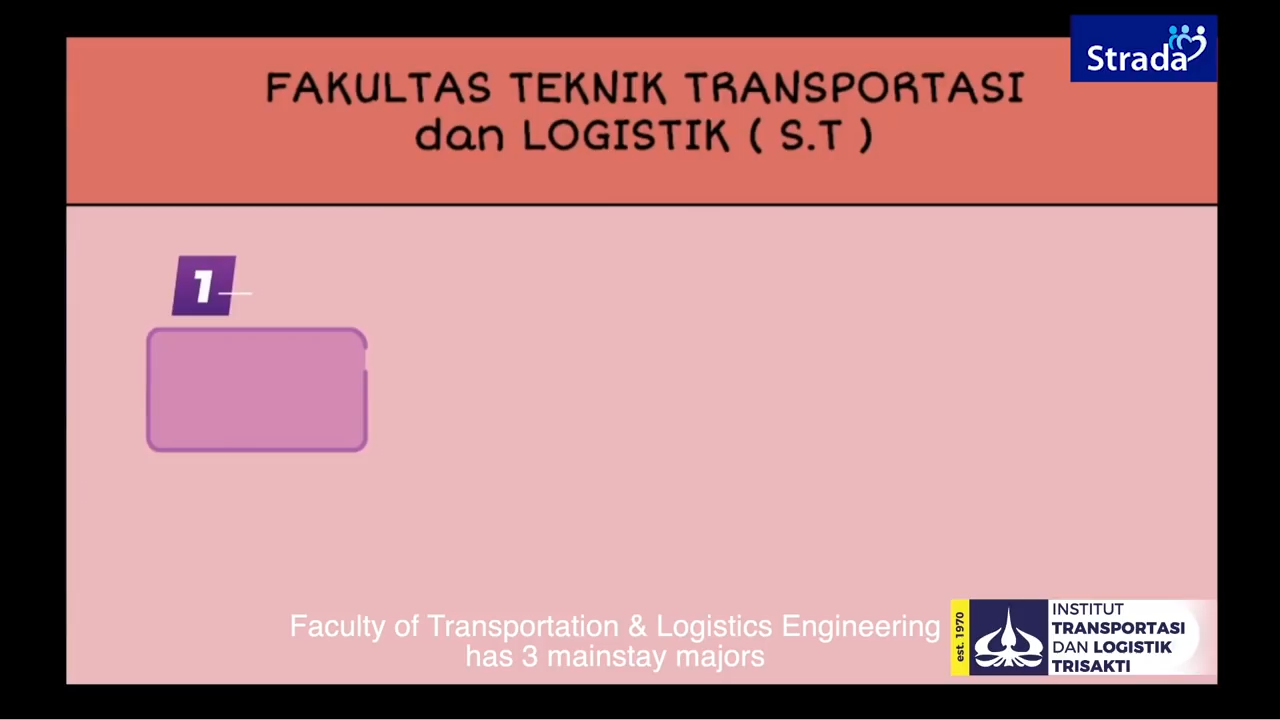 Strada
FAKULTAS TEKNIK TRANSPORTASI
dan LOGISTIK ( S.T )
1
Faculty of Transportation & Logistics Engineering
has 3 mainstay majors
est. 1970
INSTITUT
TRANSPORTASI
DAN LOGISTIK
TRISAKTI